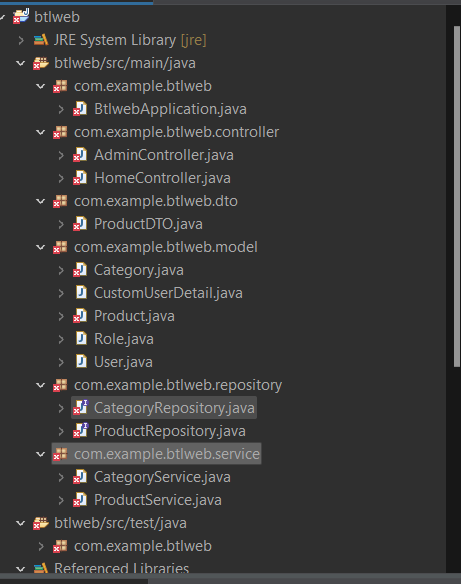 btlweb
JRE System Library [jre]
btlweb/src/main/java
com.example.btlweb
BtlwebApplication.java
com.example.btlweb.controller
AdminController.java
HomeController.java
com.example.btlweb.dto
ProductDTO.java
com.example.btlweb.model
Category.java
CustomUserDetail.java
Product.java
Role.java
User.java
com.example.btlweb.repository
CategoryRepository.java
ProductRepository.java
com.example.btlweb.service
CategoryService.java
ProductService.java
btlweb/src/test/java
com.example.btlweb
Referenced Libraries